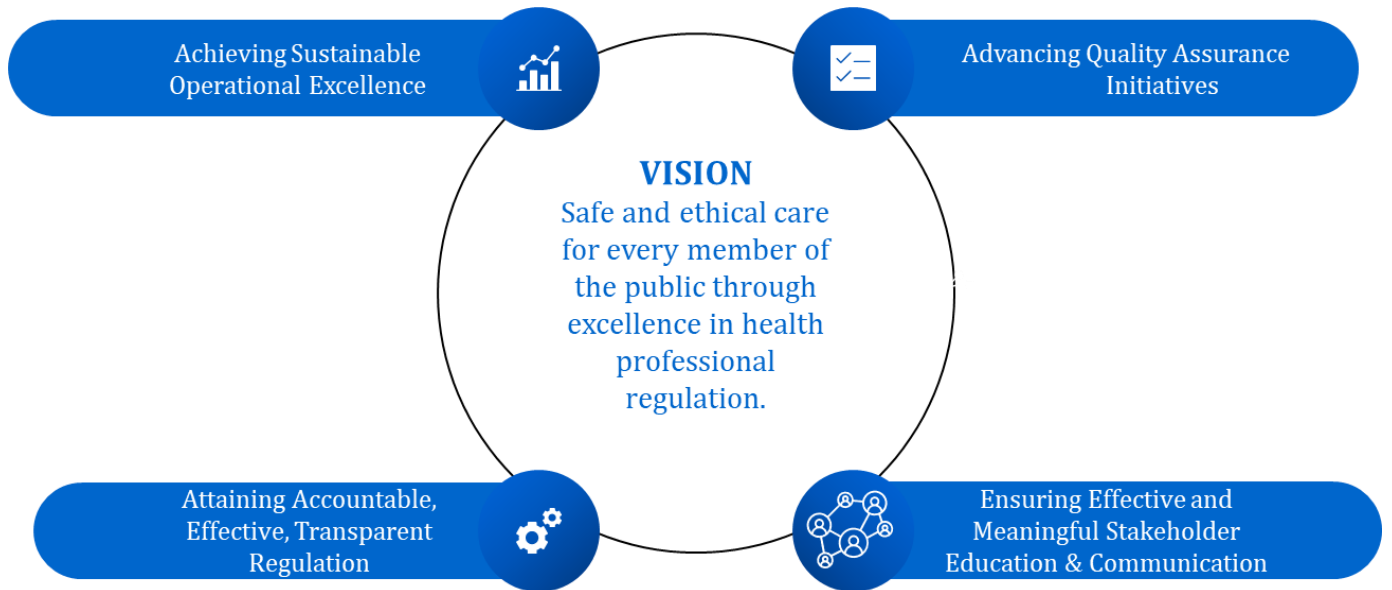 Achieving Sustainable
Operational Excellence
Advancing Quality Assurance
Initiatives
VISION
Safe and ethical care
for every member of
the public through
excellence in health
professional
regulation.
Attaining Accountable,
Effective, Transparent
Regulation
Ensuring Effective and
Meaningful Stakeholder
Education & Communication